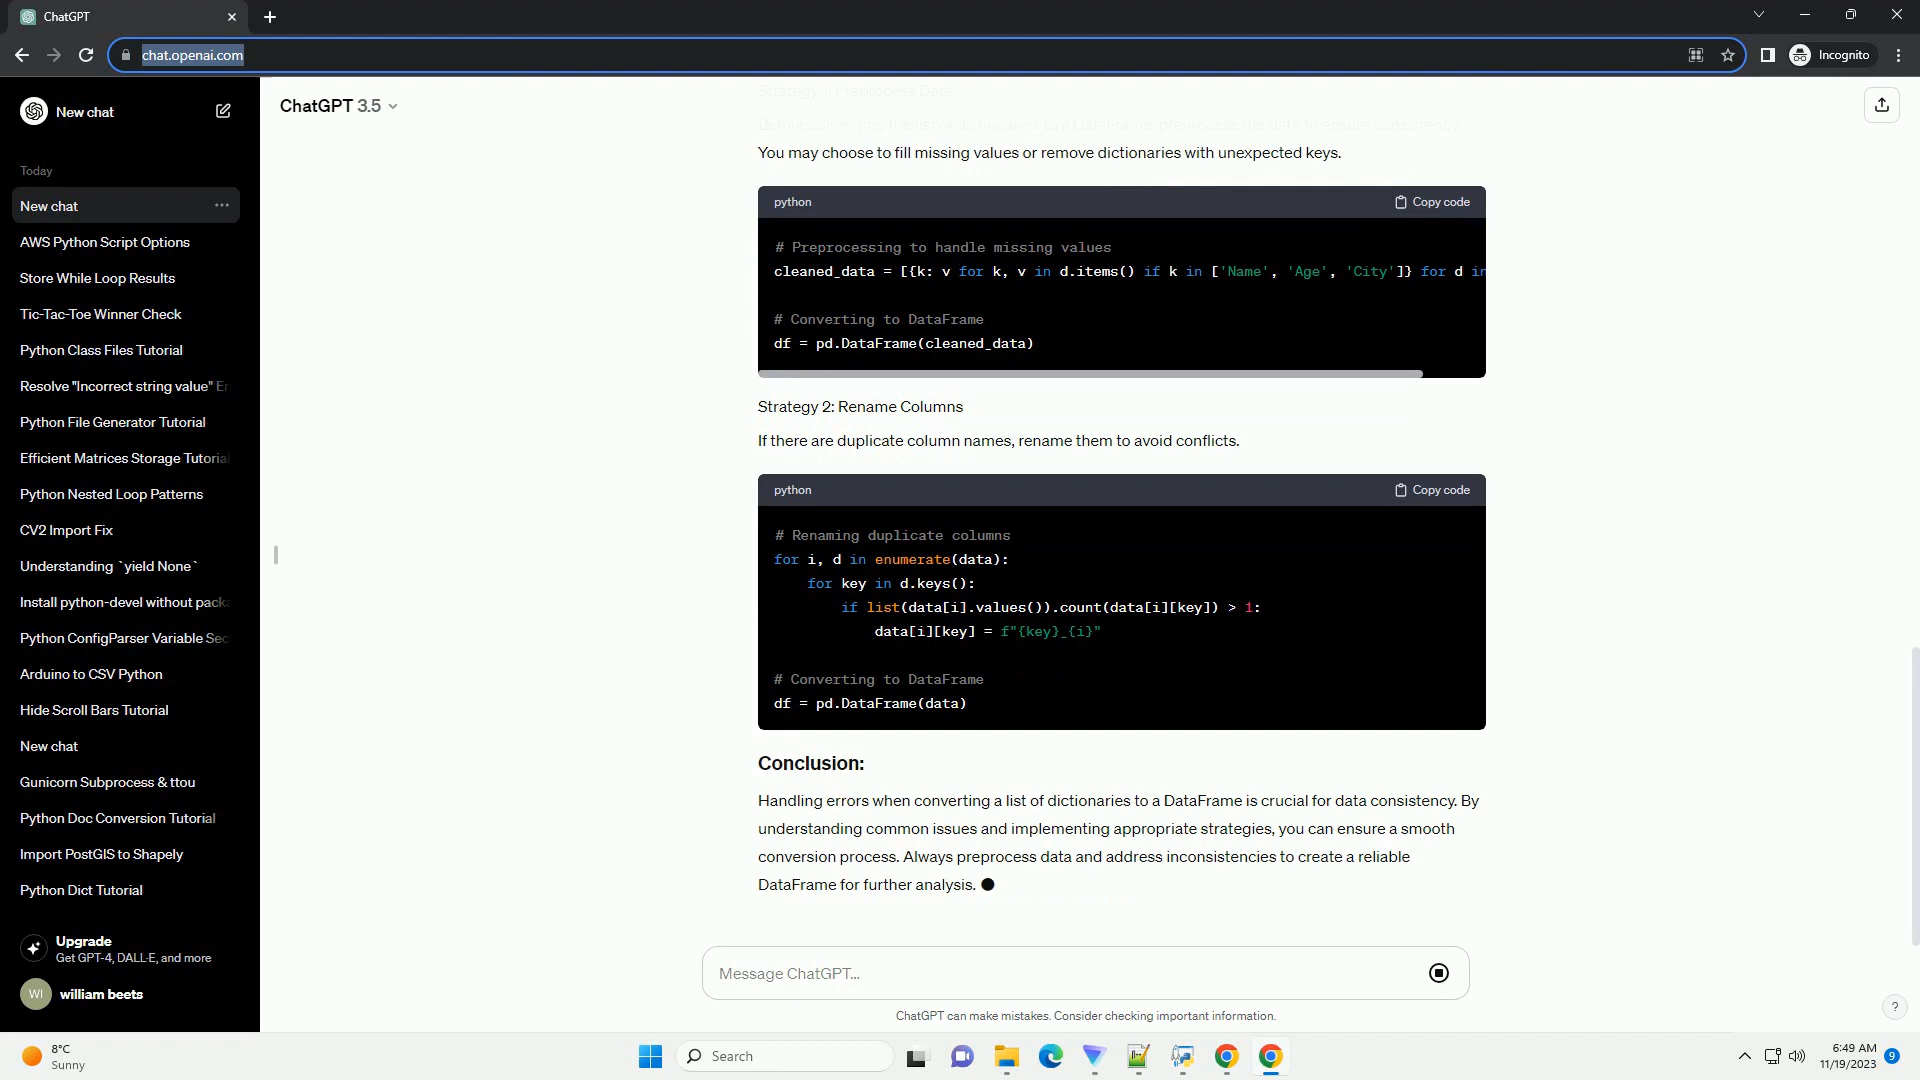 ChatGPT
chat.openai.com
Incognito
New chat
Today
New chat
AWS Python Script Options
Store While Loop Results
Tic-Tac-Toe Winner Check
Python Class Files Tutorial
Resolve "Incorrect string value" Er
Python File Generator Tutorial
Efficient Matrices Storage Tutorial
Python Nested Loop Patterns
CV2 Import Fix
Understanding `yield None`
Install python-devel without packa
Python ConfigParser Variable Sec
Arduino to CSV Python
Hide Scroll Bars Tutorial
New chat
Gunicorn Subprocess & ttou
Python Doc Conversion Tutorial
Import PostGIS to Shapely
Python Dict Tutorial
Upgrade
Get GPT-4, DALL·E, and more
WI
william beets
ChatGPT 3.5
You may choose to fill missing values or remove dictionaries with unexpected keys.
python
Copy code
# Preprocessing to handle missing values
cleaned_data = [{k: v for k, v in d.items() if k in ['Name', 'Age', 'City']} for d in
# Converting to DataFrame
df = pd.DataFrame(cleaned_data)
Strategy 2: Rename Columns
If there are duplicate column names, rename them to avoid conflicts.
python
Copy code
# Renaming duplicate columns
for i, d in enumerate(data):
for key in d.keys():
if list(data[i].values()).count(data[i][key]) > 1:
data[i][key] = f"{key}_{i}"
# Converting to DataFrame
df = pd.DataFrame(data)
Conclusion:
Handling errors when converting a list of dictionaries to a DataFrame is crucial for data consistency. By
understanding common issues and implementing appropriate strategies, you can ensure a smooth
conversion process. Always preprocess data and address inconsistencies to create a reliable
DataFrame for further analysis.
Message ChatGPT...
ChatGPT can make mistakes. Consider checking important information.
?
8°C
Sunny
Search
6:49 AM
11/19/2023
9